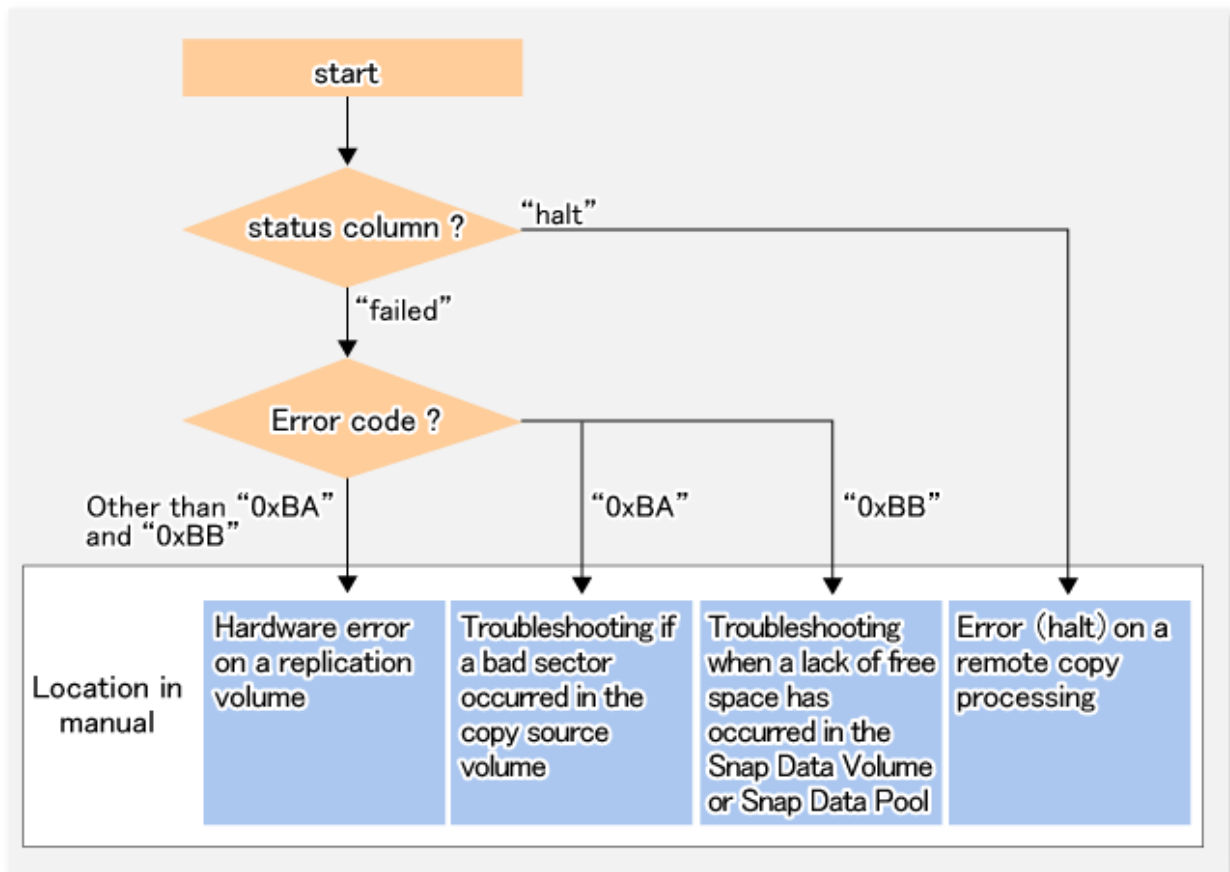 start
status column ?
“halt”
“failed”
Error code ?
Other than “0xBA”
and “0xBB”
“0xBA”
“0xBB”
Location in
manual
Hardware error
on a replication
volume
Troubleshooting if
a bad sector
occurred in the
copy source
volume
Troubleshooting
when a lack of free
space has
occurred in the
Snap Data Volume
or Snap Data Pool
Error (halt) on a
remote copy
processing